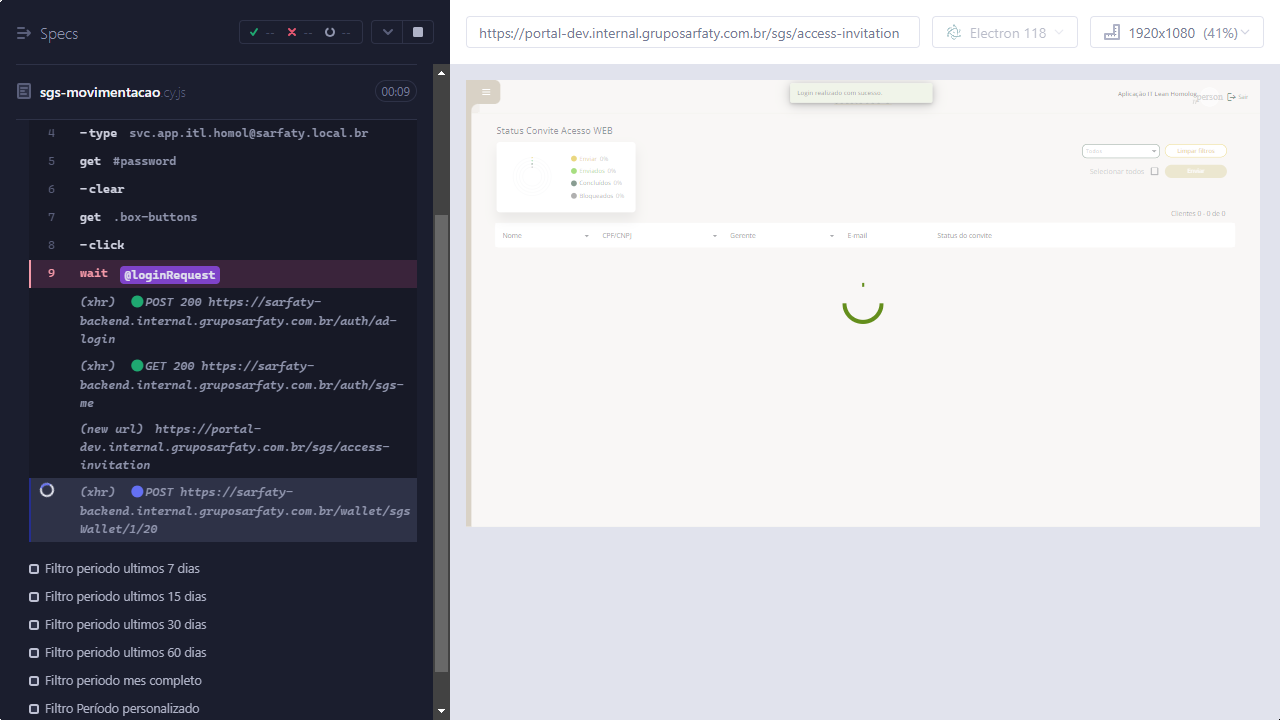 Specs
--
--
--
https://portal-dev.internal.gruposarfaty.com.br/sgs/access-invitation
Electron 118
1920x1080 (41%)
sgs-movimentacao.cy.js
00:09
4 -type svc.app.itl.homol@sarfaty.local.br
5 get #password
6 -clear
7 get .box-buttons
8 -click
9 wait @loginRequest
(xhr) POST 200 https://sarfaty-
backend.internal.gruposarfaty.com.br/auth/ad-
login
(xhr) GET 200 https://sarfaty-
backend.internal.gruposarfaty.com.br/auth/sgs-
me
(new url) https://portal-
dev.internal.gruposarfaty.com.br/sgs/access-
invitation
(xhr) POST https://sarfaty-
backend.internal.gruposarfaty.com.br/wallet/sgs
Wallet/1/20
Filtro periodo ultimos 7 dias
Filtro periodo ultimos 15 dias
Filtro periodo ultimos 30 dias
Filtro periodo ultimos 60 dias
Filtro periodo mes completo
Filtro Período personalizado
Login realizado com sucesso.
Aplicação IT Lean Homolog
person
Sair
Status Convite Acesso WEB
Enviar 0%
Enviados 0%
Concluídos 0%
Bloqueados 0%
Todos
Limpar filtros
Selecionar todos
Enviar
Clientes 0 - 0 de 0
Nome
CPF/CNPJ
Gerente
E-mail
Status do convite